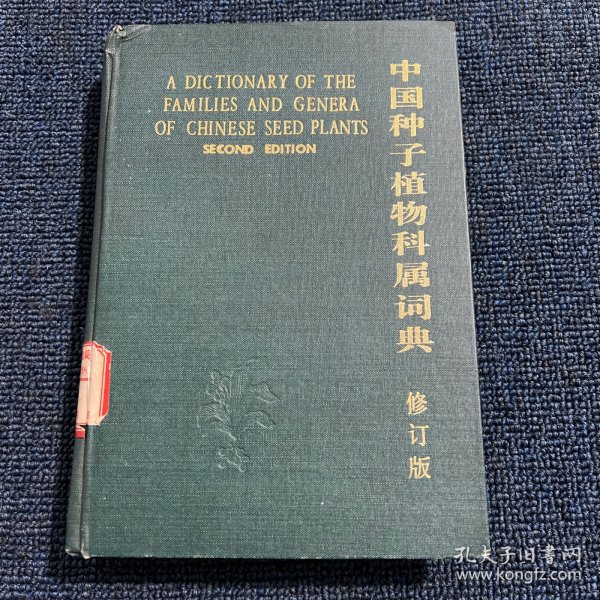 A DICTIONARY OF THE
FAMILIES AND GENERA
OF CHINESE SEED PLANTS
SECOND EDITION
中国种子植物科属词典
修订版
孔夫子旧書网
www.kongfz.com